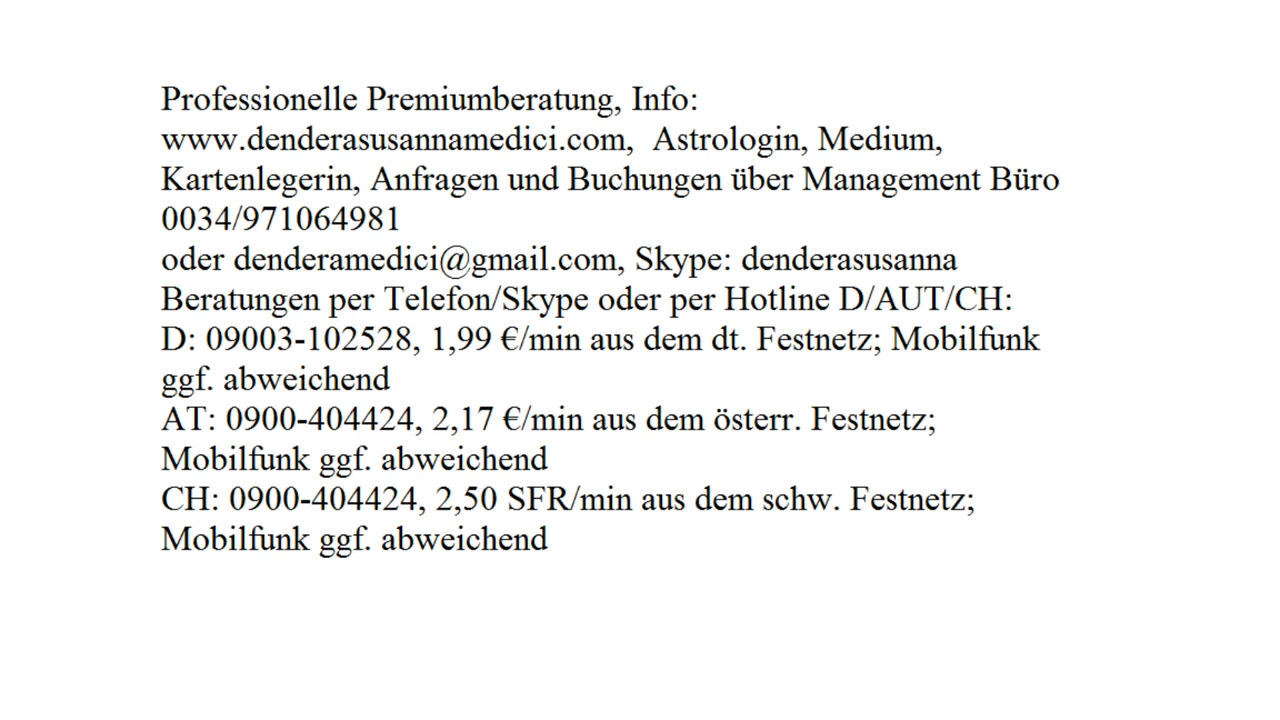 Professionelle Premiumberatung, Info:
www.denderasusannamedici.com,  Astrologin, Medium,
Kartenlegerin, Anfragen und Buchungen über Management Büro
0034/971064981
oder denderamedici@gmail.com, Skype: denderasusanna
Beratungen per Telefon/Skype oder per Hotline D/AUT/CH:
D: 09003-102528, 1,99 €/min aus dem dt. Festnetz; Mobilfunk
ggf. abweichend
AT: 0900-404424, 2,17 €/min aus dem österr. Festnetz;
Mobilfunk ggf. abweichend
CH: 0900-404424, 2,50 SFR/min aus dem schw. Festnetz;
Mobilfunk ggf. abweichend